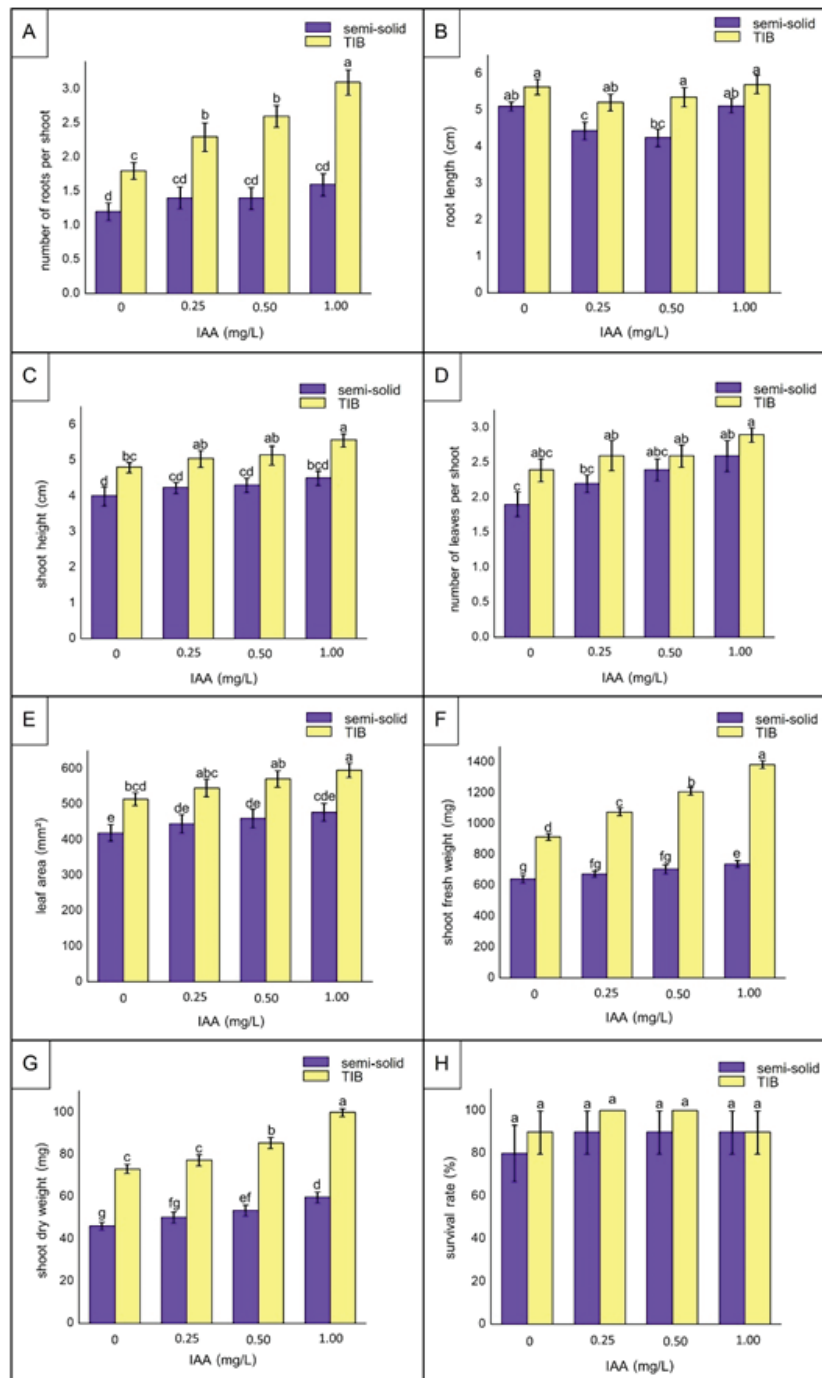 A
semi-solid
TIB
number of roots per shoot
3.0
2.5
2.0
1.5
1.0
0.5
0.0
d c cd b cd b cd a
0 0.25 0.50 1.00
IAA (mg/L)
B
semi-solid
TIB
root length (cm)
6
5
4
3
2
1
0
ab a c ab bc a ab a
0 0.25 0.50 1.00
IAA (mg/L)
C
semi-solid
TIB
shoot height (cm)
6
5
4
3
2
1
0
d bc cd ab cd ab bcd a
0 0.25 0.50 1.00
IAA (mg/L)
D
semi-solid
TIB
number of leaves per shoot
3.0
2.5
2.0
1.5
1.0
0.5
0.0
c abc bc ab abc ab ab a
0 0.25 0.50 1.00
IAA (mg/L)
E
semi-solid
TIB
leaf area (mm²)
600
500
400
300
200
100
0
e bcd de abc de ab cde a
0 0.25 0.50 1.00
IAA (mg/L)
F
semi-solid
TIB
shoot fresh weight (mg)
1400
1200
1000
800
600
400
200
0
g d fg c fg b e a
0 0.25 0.50 1.00
IAA (mg/L)
G
semi-solid
TIB
shoot dry weight (mg)
100
80
60
40
20
0
g c fg c ef b d a
0 0.25 0.50 1.00
IAA (mg/L)
H
semi-solid
TIB
survival rate (%)
100
80
60
40
20
0
a a a a a a a a
0 0.25 0.50 1.00
IAA (mg/L)